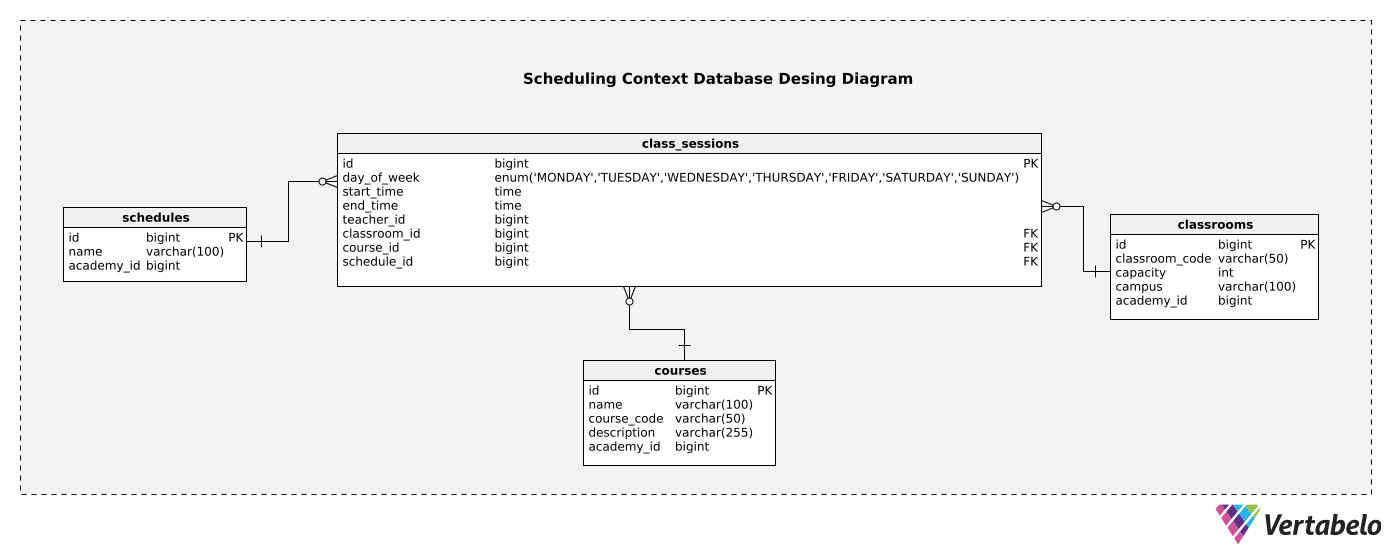 Scheduling Context Database Desing Diagram
class_sessions
id bigint PK
day_of_week enum('MONDAY','TUESDAY','WEDNESDAY','THURSDAY','FRIDAY','SATURDAY','SUNDAY')
start_time time
end_time time
teacher_id bigint
classroom_id bigint FK
course_id bigint FK
schedule_id bigint FK
schedules
id bigint PK
name varchar(100)
academy_id bigint
classrooms
id bigint PK
classroom_code varchar(50)
capacity int
campus varchar(100)
academy_id bigint
courses
id bigint PK
name varchar(100)
course_code varchar(50)
description varchar(255)
academy_id bigint
Vertabelo